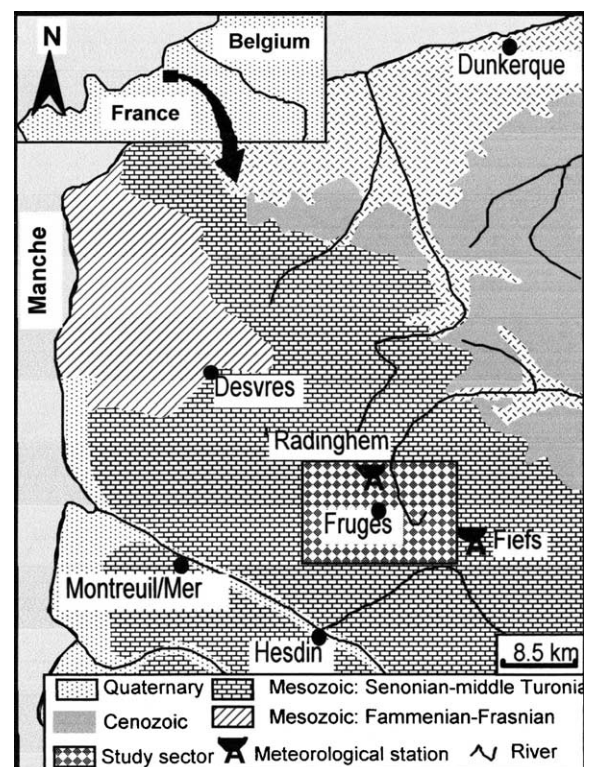 N
Belgium
France
Dunkerque
Manche
Desvres
Radinghem
Fruges
Fiefs
Montreuil/Mer
Hesdin
8.5 km
Quaternary
Mesozoic: Senonian-middle Turonia
Cenozoic
Mesozoic: Fammenian-Frasnian
Study sector
Meteorological station
River